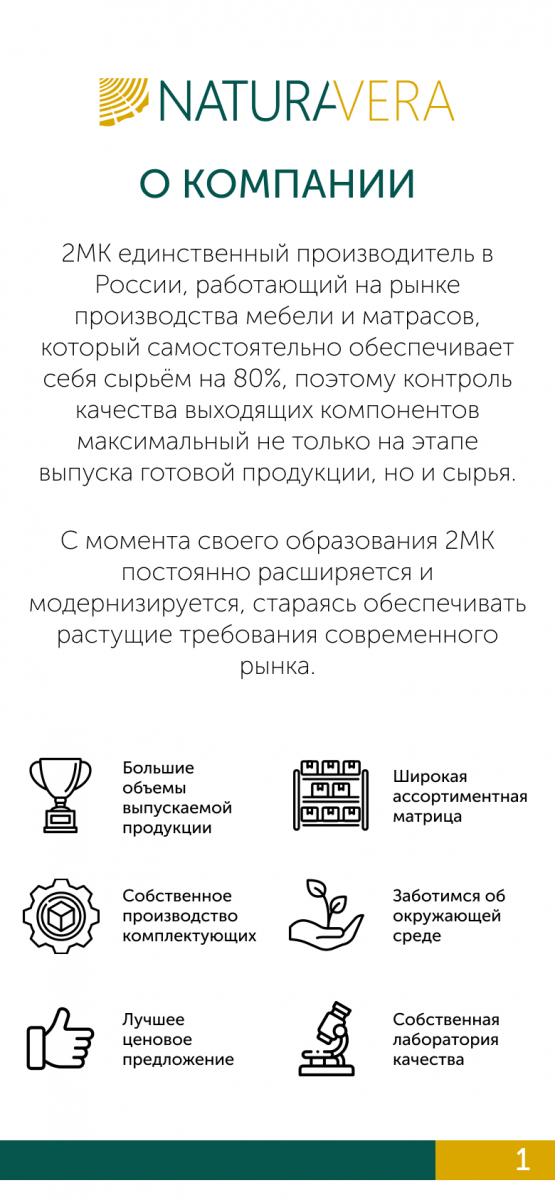 NATURAVERA
О КОМПАНИИ
2МК единственный производитель в
России, работающий на рынке
производства мебели и матрасов,
который самостоятельно обеспечивает
себя сырьём на 80%, поэтому контроль
качества выходящих компонентов
максимальный не только на этапе
выпуска готовой продукции, но и сырья.
С момента своего образования 2МК
постоянно расширяется и
модернизируется, стараясь обеспечивать
растущие требования современного
рынка.
Большие
объемы
выпускаемой
продукции
Широкая
ассортиментная
матрица
Собственное
производство
комплектующих
Заботимся об
окружающей
среде
Лучшее
ценовое
предложение
Собственная
лаборатория
качества
1